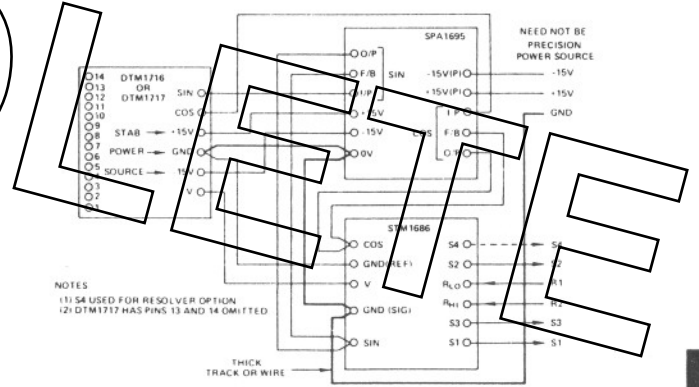 SPA1695
NEED NOT BE
PRECISION
POWER SOURCE
O/P
F/B
SIN
I/P
-15V(P)
+15V(P)
-15V
+15V
GND
14
13
12
11
10
9
8
7
6
5
4
3
2
DTM1716
OR
DTM1717
SIN
COS
STAB
+15V
POWER
GND
SOURCE
-15V
V
+15V
-15V
0V
COS
I/P
F/B
O/P
STM1686
COS
GND(REF)
V
GND (SIG)
SIN
S4
S2
RLO
RHI
S3
S1
S4
S2
R1
R2
S3
S1
NOTES
(1) S4 USED FOR RESOLVER OPTION
(2) DTM1717 HAS PINS 13 AND 14 OMITTED
THICK
TRACK OR WIRE
LETE